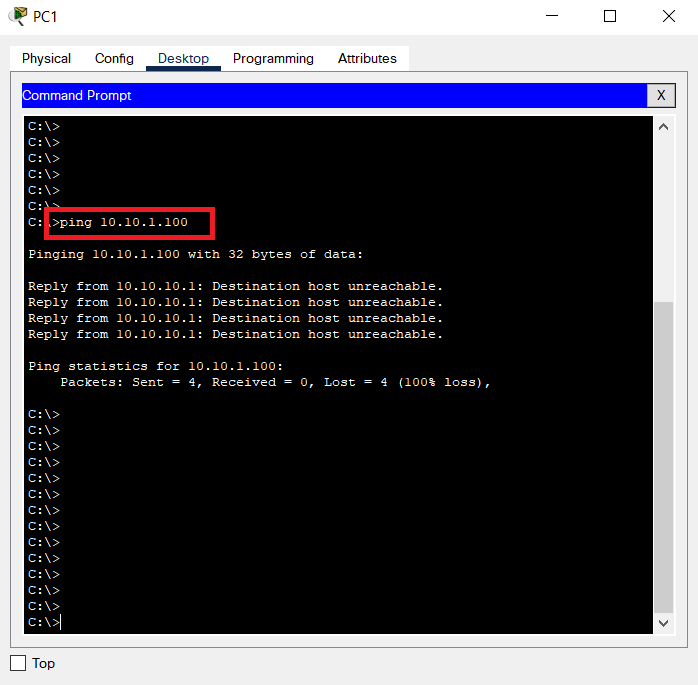 PC1
Physical Config Desktop Programming Attributes
Command Prompt X
C:\>
C:\>
C:\>
C:\>
C:\>
C:\>
C:\>ping 10.10.1.100
Pinging 10.10.1.100 with 32 bytes of data:
Reply from 10.10.10.1: Destination host unreachable.
Reply from 10.10.10.1: Destination host unreachable.
Reply from 10.10.10.1: Destination host unreachable.
Reply from 10.10.10.1: Destination host unreachable.
Ping statistics for 10.10.1.100:
Packets: Sent = 4, Received = 0, Lost = 4 (100% loss),
C:\>
C:\>
C:\>
C:\>
C:\>
C:\>
C:\>
C:\>
C:\>
C:\>
C:\>
C:\>
C:\>
C:\>
Top